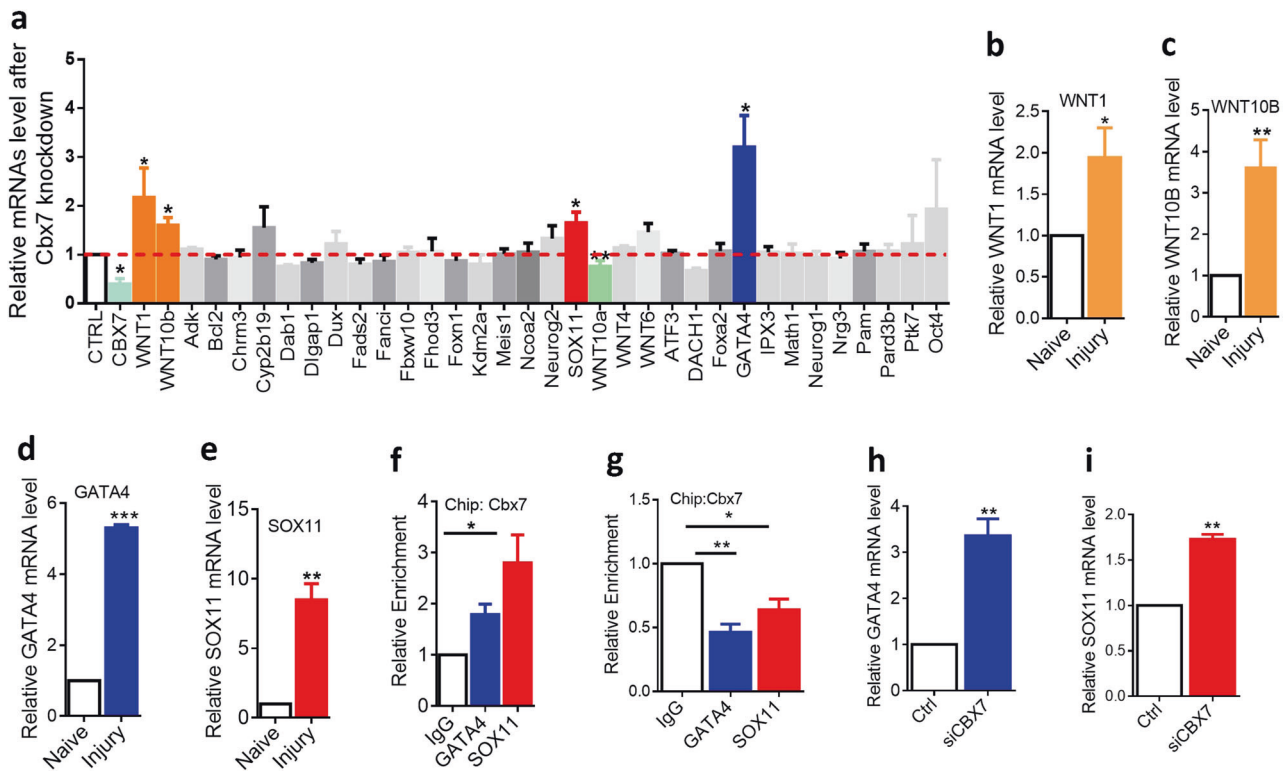 a
Relative mRNAs level after
Cbx7 knockdown
5
4
3
2
1
0
*
*
*
*
**
*
CTRL
CBX7
WNT1
WNT10b
Adk
Bcl2
Chrm3
Cyp2b19
Dab1
Dlgap1
Dux
Fads2
Fanci
Fbxw10
Fhod3
Foxn1
Kdm2a
Meis1
Ncoa2
Neurog2
SOX11
WNT10a
WNT4
WNT6
ATF3
DACH1
Foxa2
GATA4
IPX3
Math1
Neurog1
Nrg3
Pam
Pard3b
Ptk7
Oct4
b
WNT1
Relative WNT1 mRNA level
2.5
2.0
1.5
1.0
0.5
0.0
*
Naive
Injury
c
WNT10B
Relative WNT10B mRNA level
6
5
4
3
2
1
0
**
Naive
Injury
d
GATA4
Relative GATA4 mRNA level
6
4
2
0
***
Naive
Injury
e
SOX11
Relative SOX11 mRNA level
15
10
5
0
**
Naive
Injury
f
Chip: Cbx7
Relative Enrichment
4
3
2
1
0
*
IgG
GATA4
SOX11
g
Chip:Cbx7
Relative Enrichment
1.5
1.0
0.5
0.0
*
**
IgG
GATA4
SOX11
h
Relative GATA4 mRNA level
4
3
2
1
0
**
Ctrl
siCBX7
i
Relative SOX11 mRNA level
2.0
1.5
1.0
0.5
0.0
**
Ctrl
siCBX7